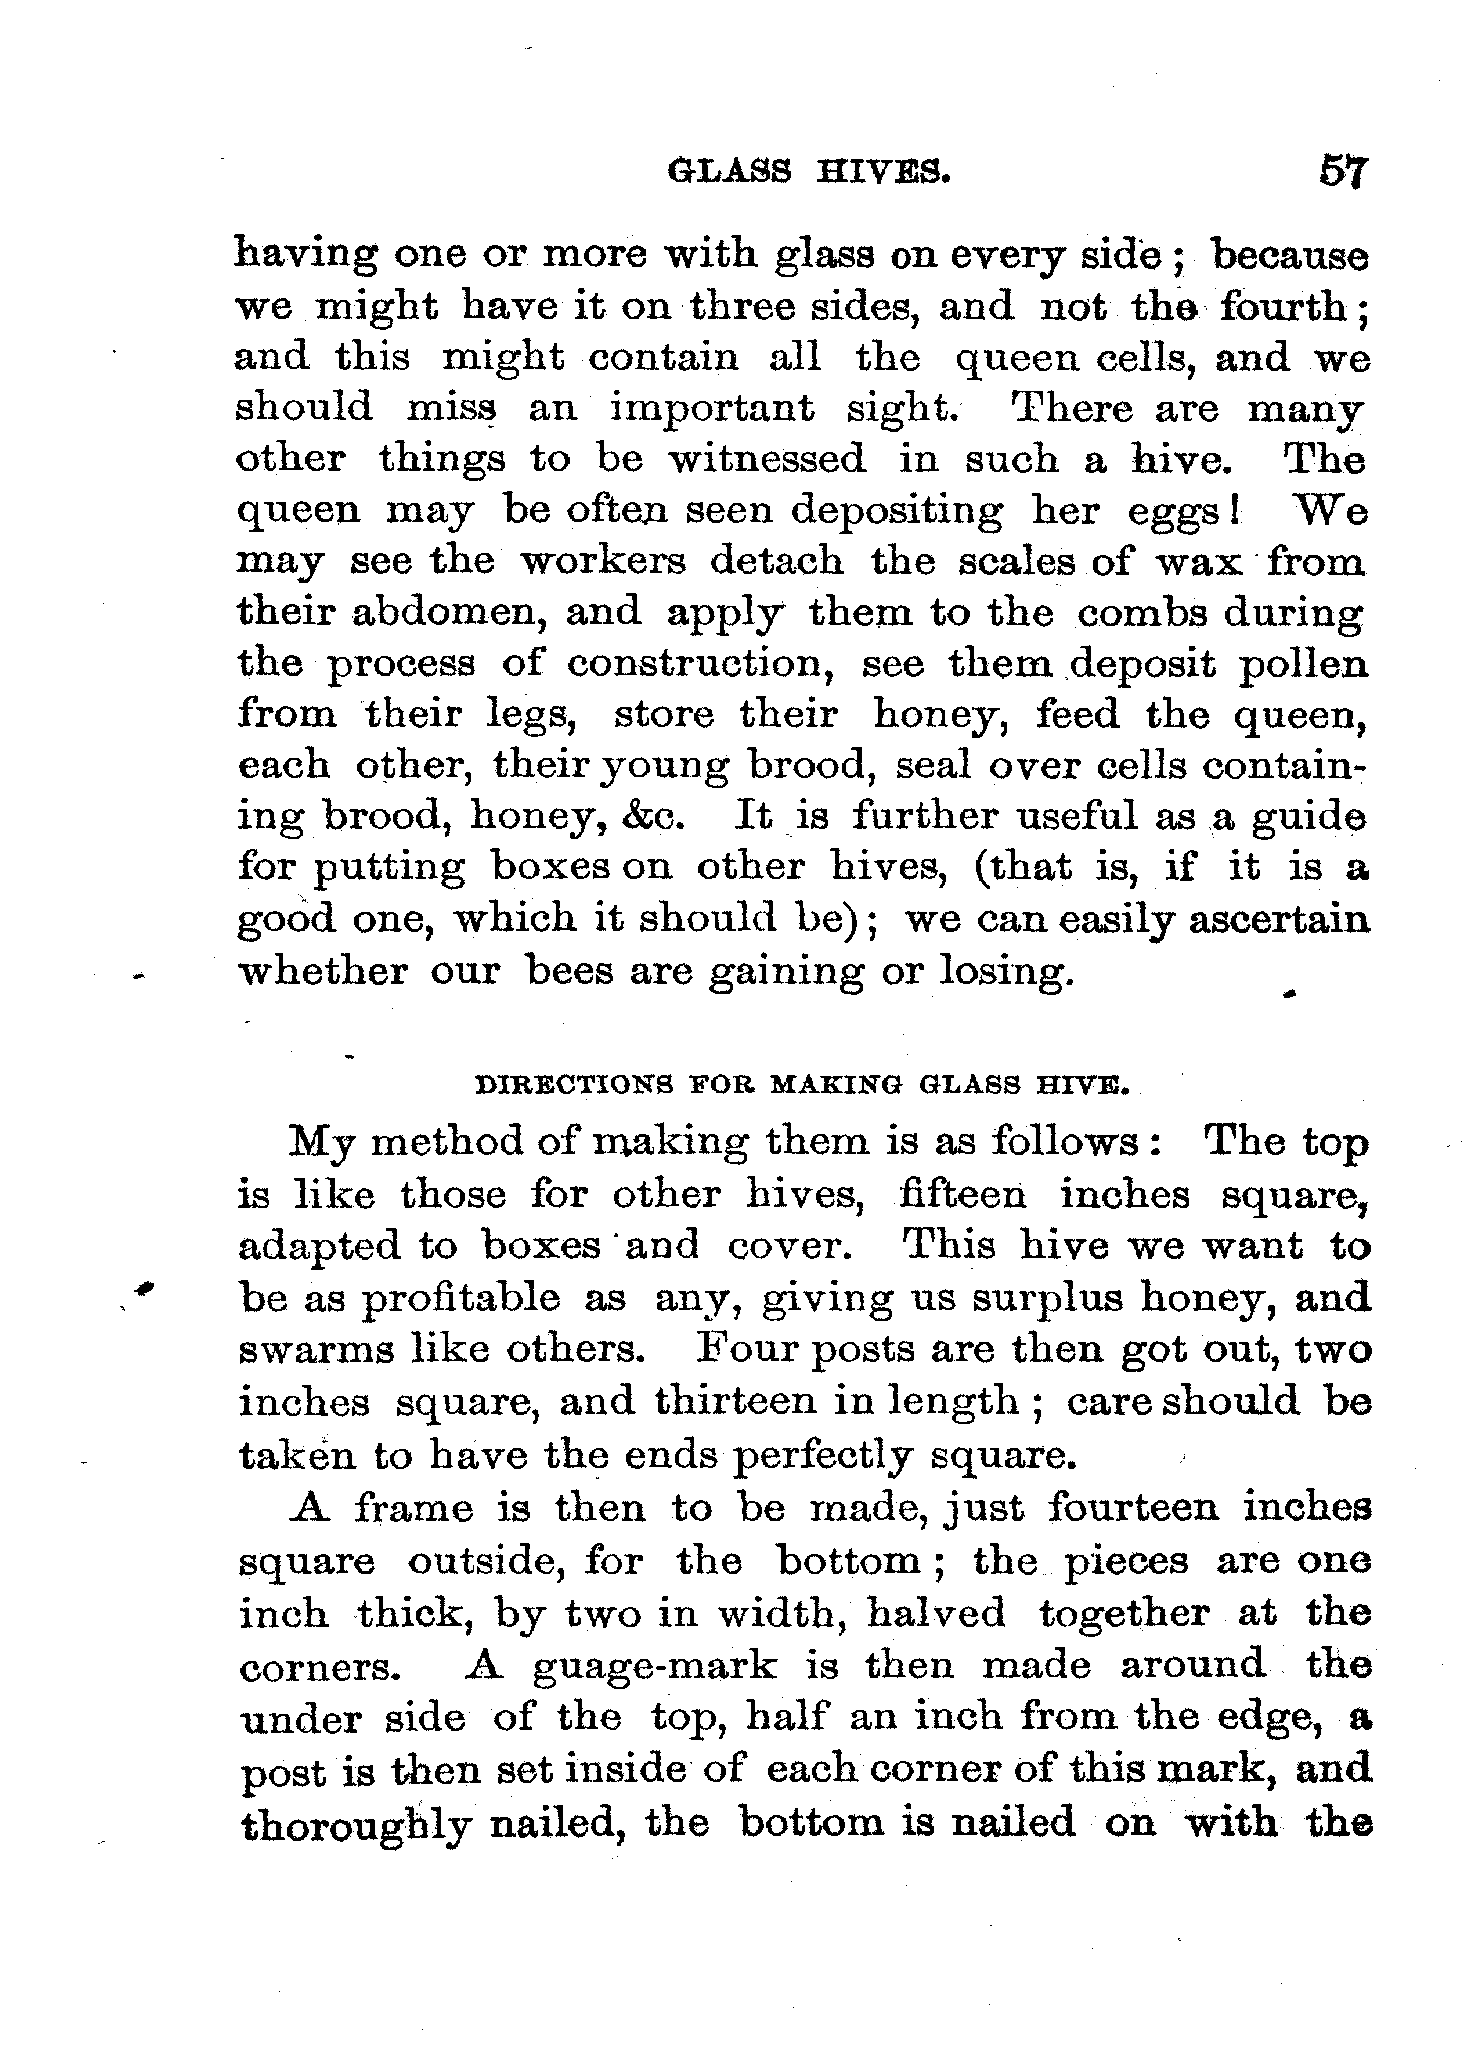 GLASS HIVES. 57
having one or more with glass on every side ; because
we might have it on three sides, and not the fourth ;
and this might contain all the queen cells, and we
should miss an important sight. There are many
other things to be witnessed in such a hive. The
queen may be often seen depositing her eggs ! We
may see the workers detach the scales of wax from
their abdomen, and apply them to the combs during
the process of construction, see them deposit pollen
from their legs, store their honey, feed the queen,
each other, their young brood, seal over cells contain-
ing brood, honey, &c. It is further useful as a guide
for putting boxes on other hives, (that is, if it is a
good one, which it should be) ; we can easily ascertain
whether our bees are gaining or losing.
DIRECTIONS FOR MAKING GLASS HIVE.
My method of making them is as follows : The top
is like those for other hives, fifteen inches square,
adapted to boxes and cover. This hive we want to
be as profitable as any, giving us surplus honey, and
swarms like others. Four posts are then got out, two
inches square, and thirteen in length ; care should be
taken to have the ends perfectly square.
A frame is then to be made, just fourteen inches
square outside, for the bottom ; the pieces are one
inch thick, by two in width, halved together at the
corners. A guage-mark is then made around the
under side of the top, half an inch from the edge, a
post is then set inside of each corner of this mark, and
thoroughly nailed, the bottom is nailed on with the